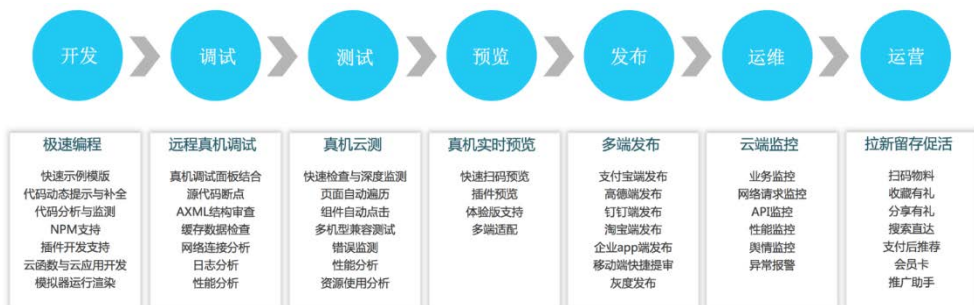 开发
调试
测试
预览
发布
运维
运营
极速编程
快速示例模版
代码动态提示与补全
代码分析与监测
NPM支持
插件开发支持
云函数与云应用开发
模拟器运行渲染
远程真机调试
真机调试面板结合
源代码断点
AXML结构审查
缓存数据检查
网络连接分析
日志分析
性能分析
真机云测
快速检查与深度监测
页面自动遍历
组件自动点击
多机型兼容测试
错误监测
性能分析
资源使用分析
真机实时预览
快速扫码预览
插件预览
体验版支持
多端适配
多端发布
支付宝端发布
高德端发布
钉钉端发布
淘宝端发布
企业app端发布
移动端快捷提审
灰度发布
云端监控
业务监控
网络请求监控
API监控
性能监控
舆情监控
异常报警
拉新留存促活
扫码物料
收藏有礼
分享有礼
搜索直达
支付后推荐
会员卡
推广助手